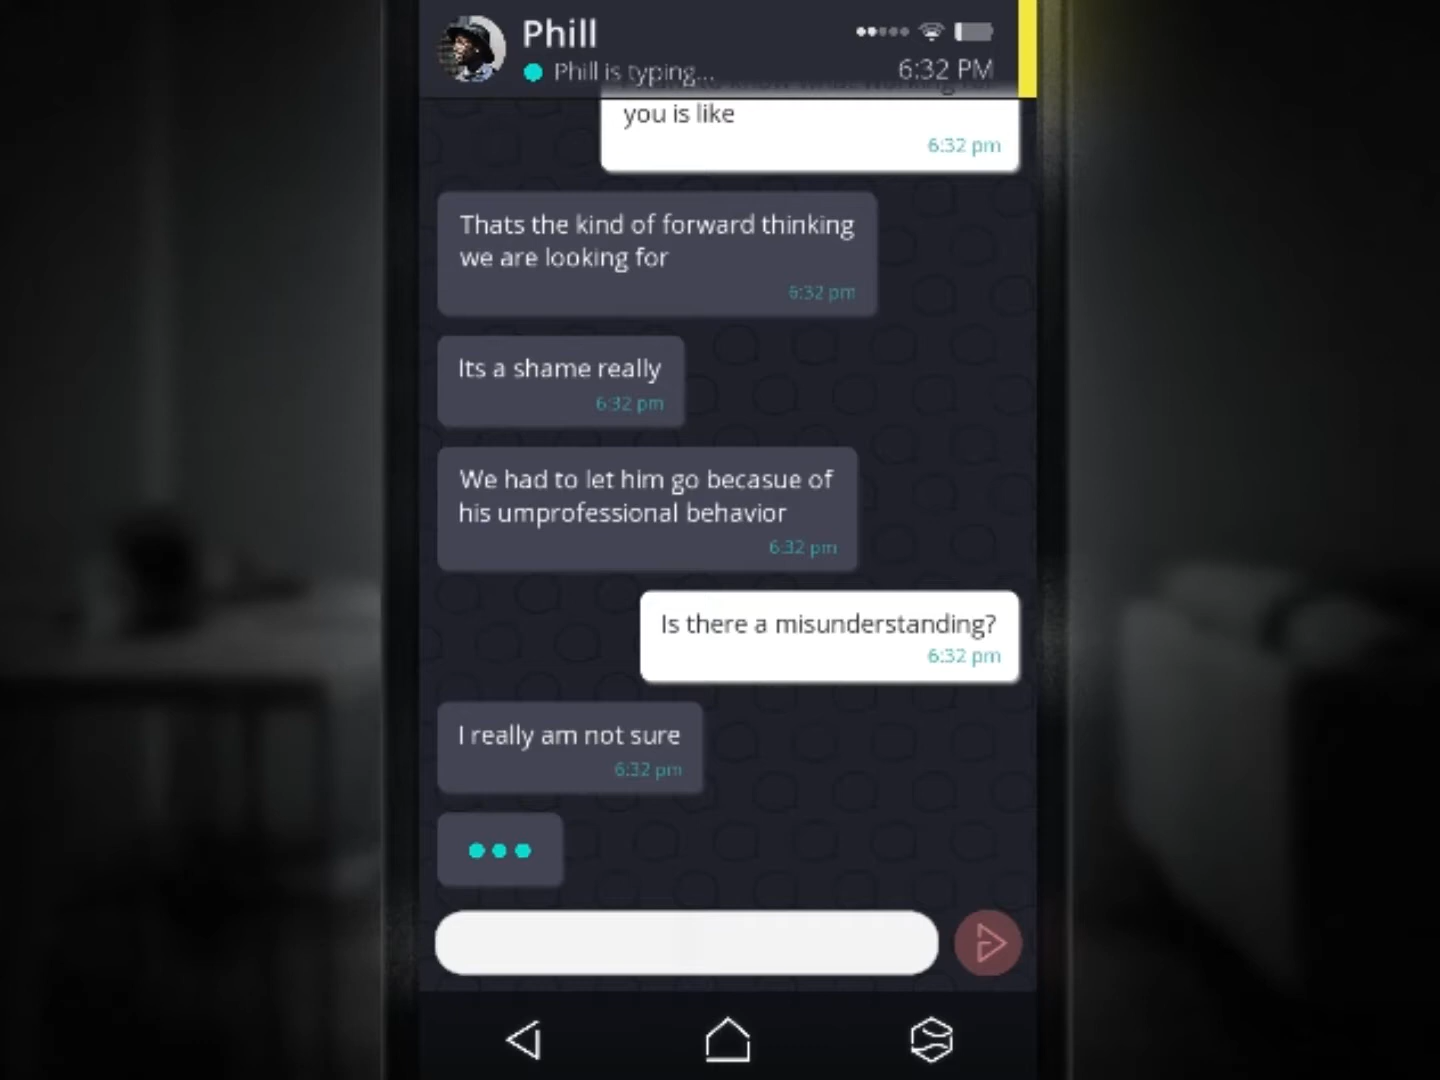 Phill
Phill is typing...
6:32 PM
you is like
6:32 pm
Thats the kind of forward thinking
we are looking for
6:32 pm
Its a shame really
6:32 pm
We had to let him go becasue of
his umprofessional behavior
6:32 pm
Is there a misunderstanding?
6:32 pm
I really am not sure
6:32 pm